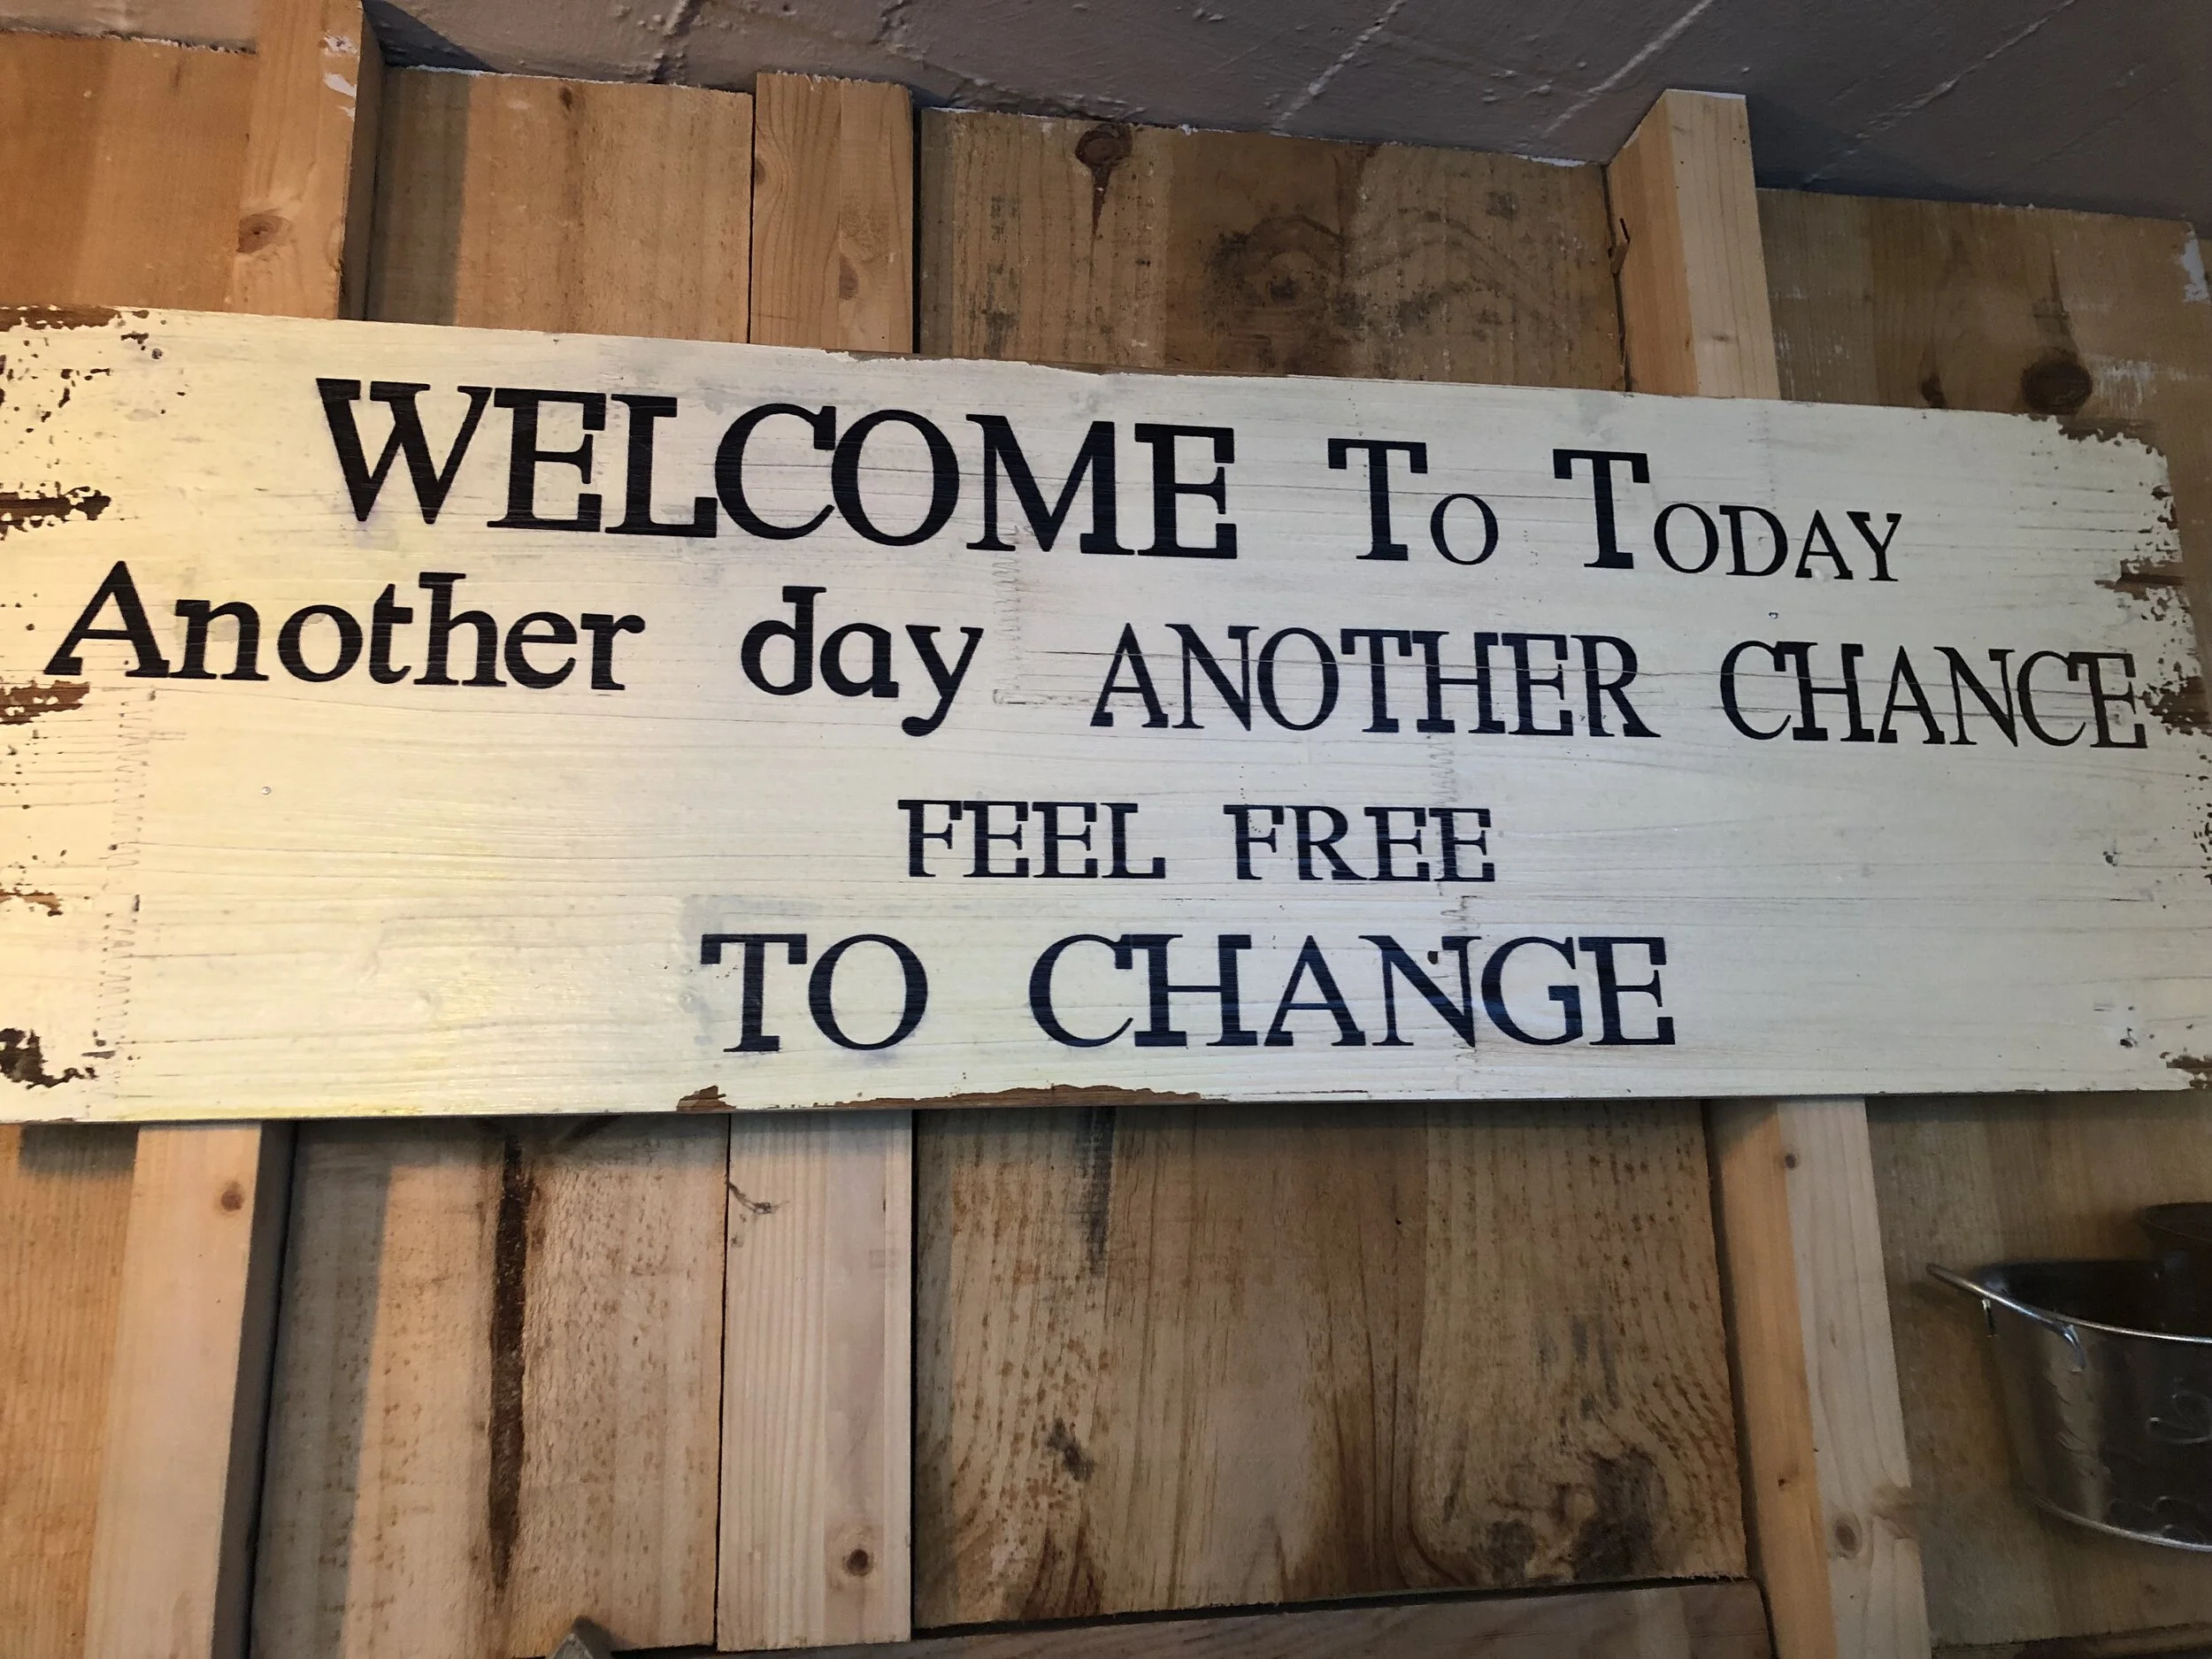 WELCOME To TODAY
Another day ANOTHER CHANCE
FEEL FREE
TO CHANGE